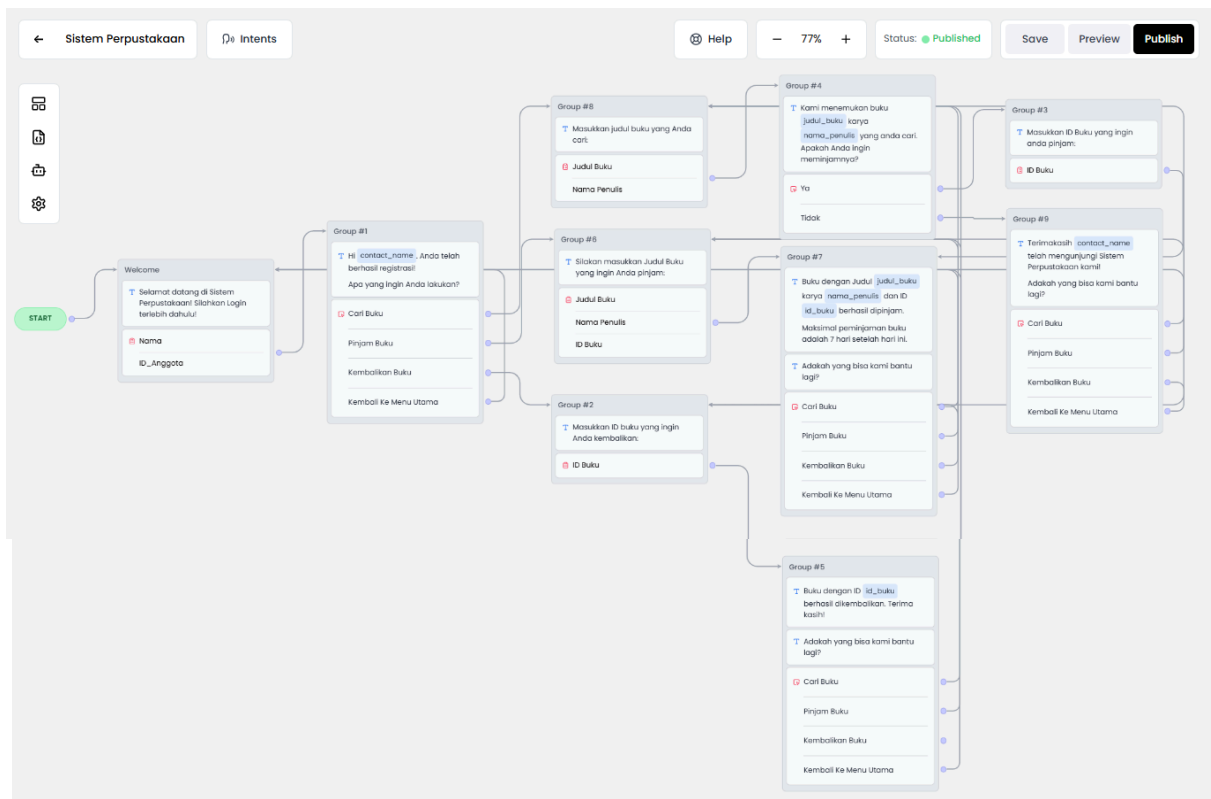 Sistem Perpustakaan
Intents
Help
77%
Status: Published
Save
Preview
Publish
START
Welcome
Selamat datang di Sistem
Perpustakaan! Silahkan Login
terlebih dahulu!
Nama
ID_Anggota
Group #1
Hi contact_name , Anda telah
berhasil registrasi!
Apa yang ingin Anda lakukan?
Cari Buku
Pinjam Buku
Kembalikan Buku
Kembali Ke Menu Utama
Group #8
Masukkan judul buku yang Anda
cari:
Judul Buku
Nama Penulis
Group #6
Silakan masukkan Judul Buku
yang ingin Anda pinjam:
Judul Buku
Nama Penulis
ID Buku
Group #2
Masukkan ID buku yang ingin
Anda kembalikan:
ID Buku
Group #4
Kami menemukan buku
judul_buku karya
nama_penulis yang anda cari.
Apakah Anda ingin
meminjamnya?
Ya
Tidak
Group #7
Buku dengan Judul judul_buku
karya nama_penulis dan ID
id_buku berhasil dipinjam.
Maksimal peminjaman buku
adalah 7 hari setelah hari ini.
Adakah yang bisa kami bantu
lagi?
Cari Buku
Pinjam Buku
Kembalikan Buku
Kembali Ke Menu Utama
Group #5
Buku dengan ID id_buku
berhasil dikembalikan. Terima
kasih!
Adakah yang bisa kami bantu
lagi?
Cari Buku
Pinjam Buku
Kembalikan Buku
Kembali Ke Menu Utama
Group #3
Masukkan ID Buku yang ingin
anda pinjam:
ID Buku
Group #9
Terimakasih contact_name
telah mengunjungi Sistem
Perpustakaan kami!
Adakah yang bisa kami bantu
lagi?
Cari Buku
Pinjam Buku
Kembalikan Buku
Kembali Ke Menu Utama